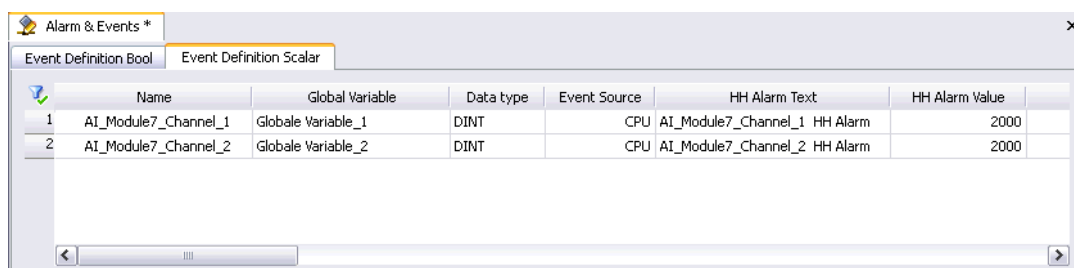 Alarm & Events *
Event Definition Bool Event Definition Scalar
Name Global Variable Data type Event Source HH Alarm Text HH Alarm Value
1 AI_Module7_Channel_1 Globale Variable_1 DINT CPU AI_Module7_Channel_1 HH Alarm 2000
2 AI_Module7_Channel_2 Globale Variable_2 DINT CPU AI_Module7_Channel_2 HH Alarm 2000